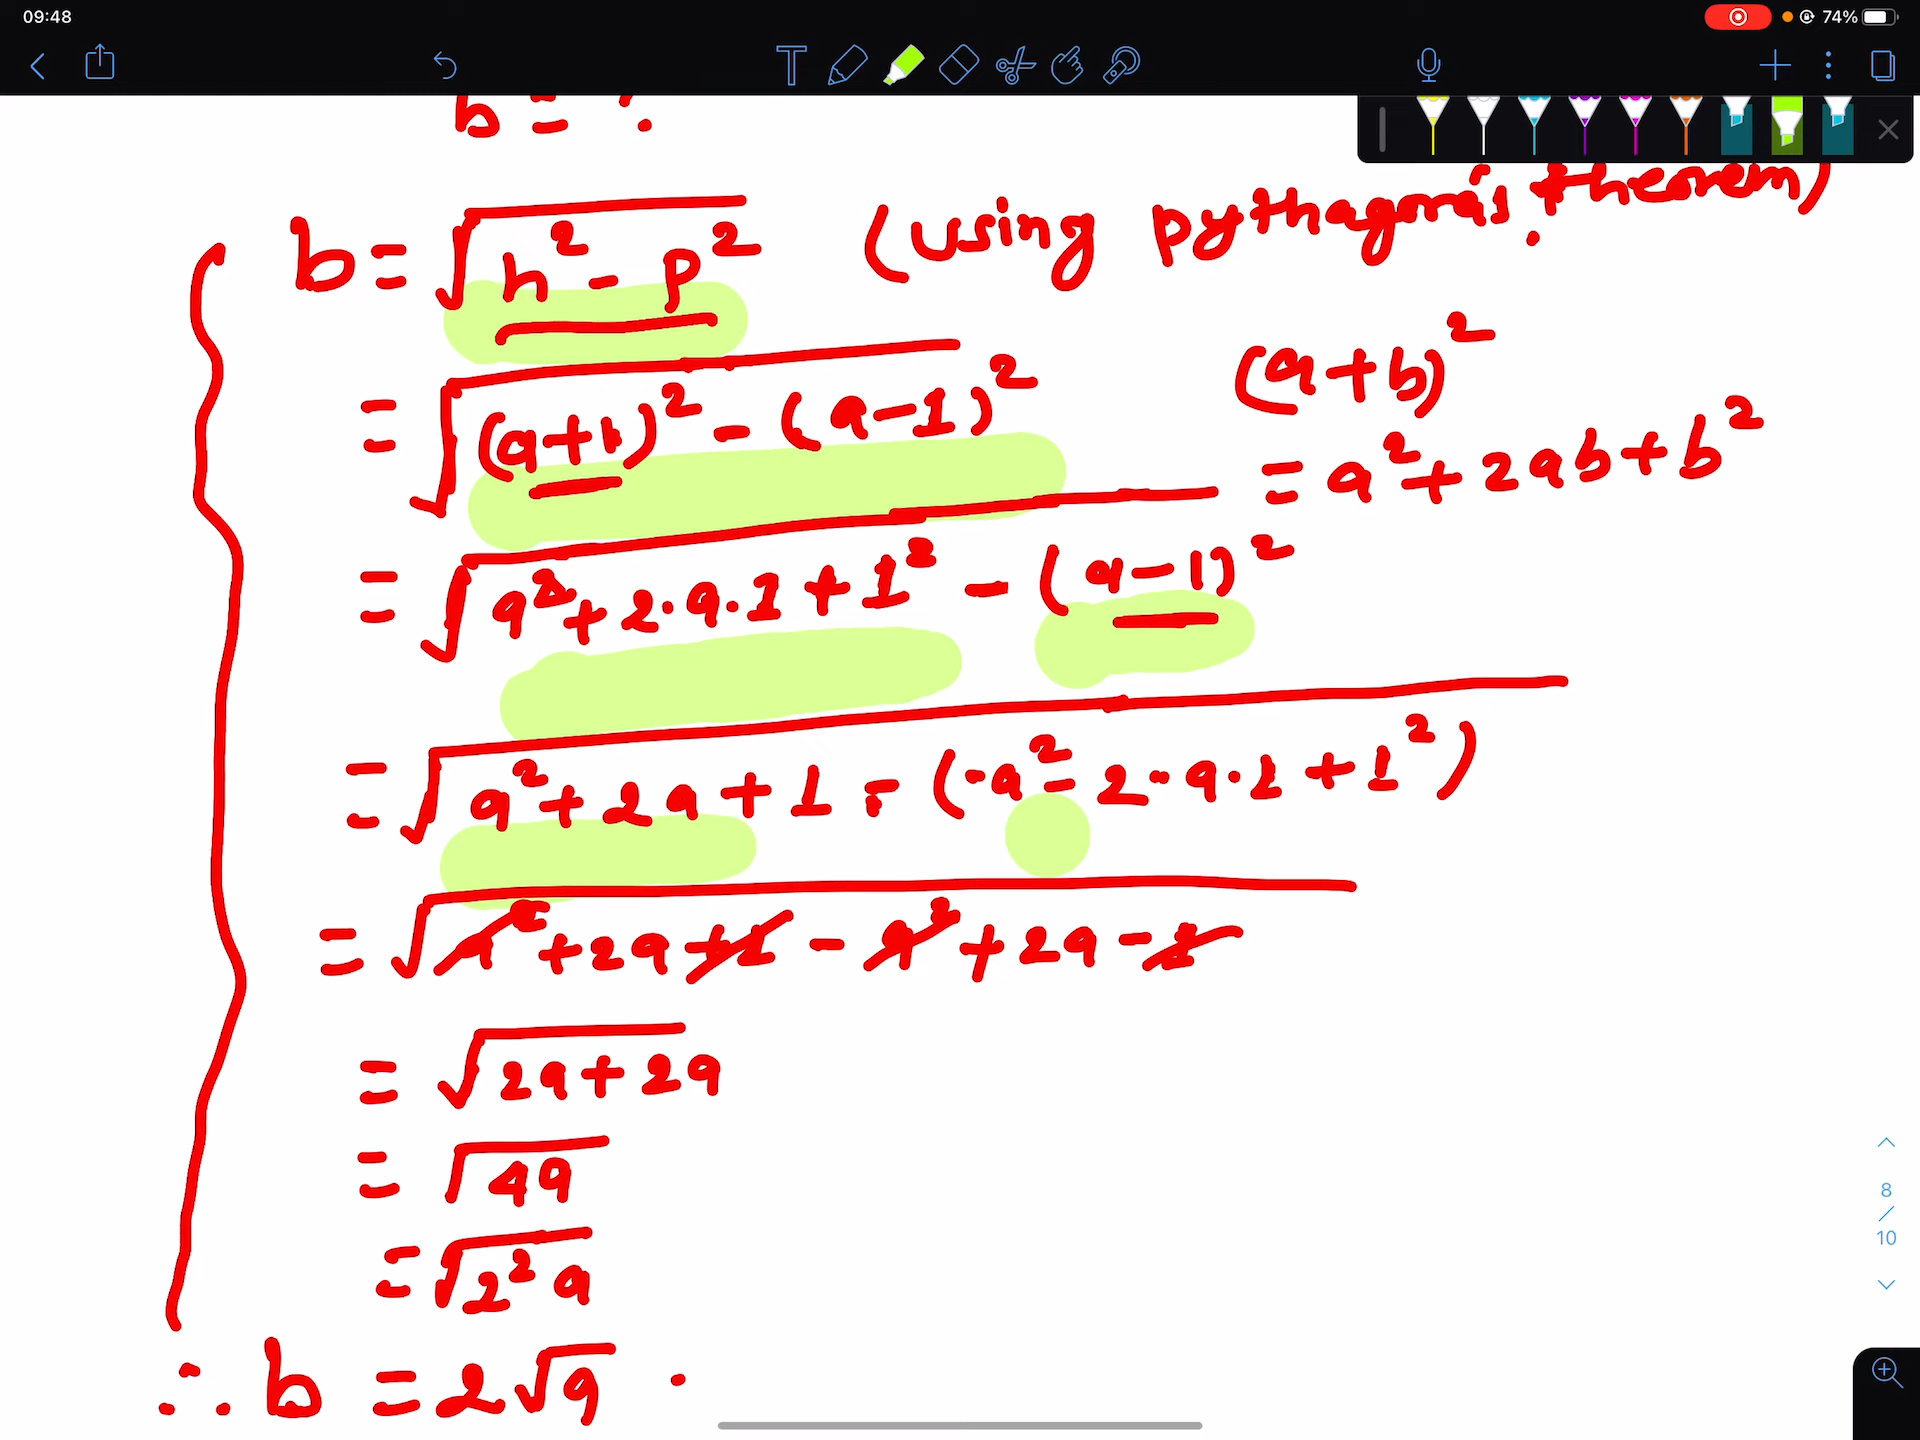 09:48
74%
b = ?
b = √(h² - p²) (using pythagora's theorem)
= √((a+1)² - (a-1)²)
(a+b)²
= a² + 2ab + b²
= √(a² + 2·a·1 + 1² - (a-1)²)
= √(a² + 2a + 1 - (a² - 2·a·1 + 1²))
= √(a² + 2a + 1 - a² + 2a - 1)
= √(2a + 2a)
= √(4a)
= √(2² a)
∴ b = 2√a .
8
/
10